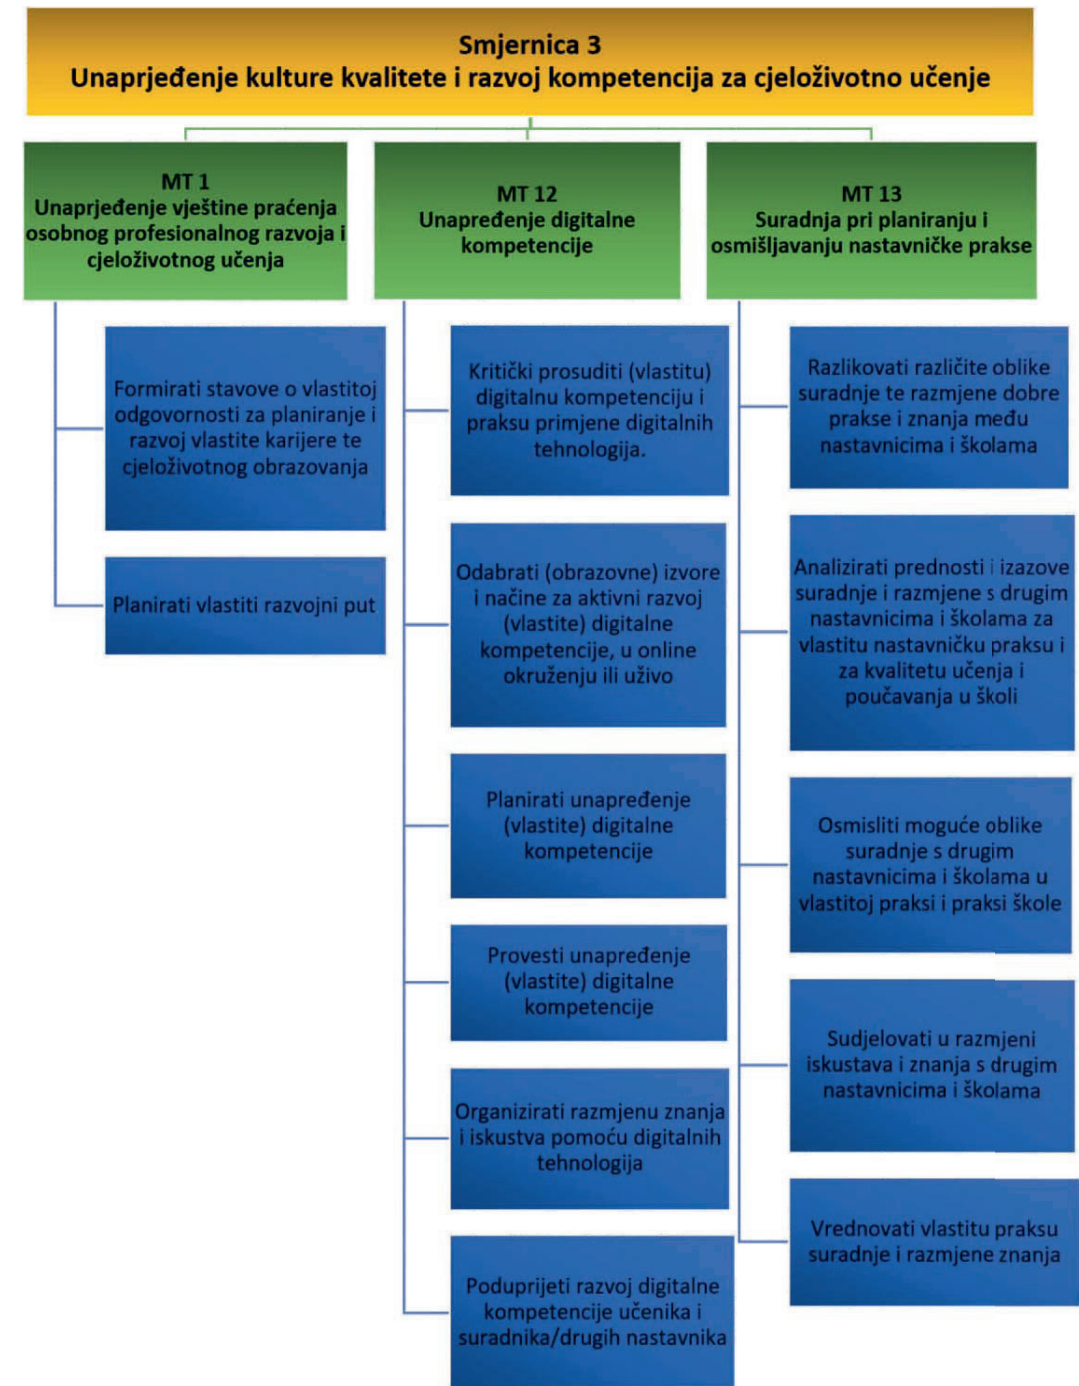 Smjernica 3
Unaprjeđenje kulture kvalitete i razvoj kompetencija za cjeloživotno učenje
MT 1
Unaprjeđenje vještine praćenja
osobnog profesionalnog razvoja i
cjeloživotnog učenja
Formirati stavove o vlastitoj
odgovornosti za planiranje i
razvoj vlastite karijere te
cjeloživotnog obrazovanja
Planirati vlastiti razvojni put
MT 12
Unapređenje digitalne
kompetencije
Kritički prosuditi (vlastitu)
digitalnu kompetenciju i
praksu primjene digitalnih
tehnologija.
Odabrati (obrazovne) izvore
i načine za aktivni razvoj
(vlastite) digitalne
kompetencije, u online
okruženju ili uživo
Planirati unapređenje
(vlastite) digitalne
kompetencije
Provesti unapređenje
(vlastite) digitalne
kompetencije
Organizirati razmjenu znanja
i iskustva pomoću digitalnih
tehnologija
Poduprijeti razvoj digitalne
kompetencije učenika i
suradnika/drugih nastavnika
MT 13
Suradnja pri planiranju i
osmišljavanju nastavničke prakse
Razlikovati različite oblike
suradnje te razmjene dobre
prakse i znanja među
nastavnicima i školama
Analizirati prednosti i izazove
suradnje i razmjene s drugim
nastavnicima i školama za
vlastitu nastavničku praksu i
za kvalitetu učenja i
poučavanja u školi
Osmisliti moguće oblike
suradnje s drugim
nastavnicima i školama u
vlastitoj praksi i praksi škole
Sudjelovati u razmjeni
iskustava i znanja s drugim
nastavnicima i školama
Vrednovati vlastitu praksu
suradnje i razmjene znanja